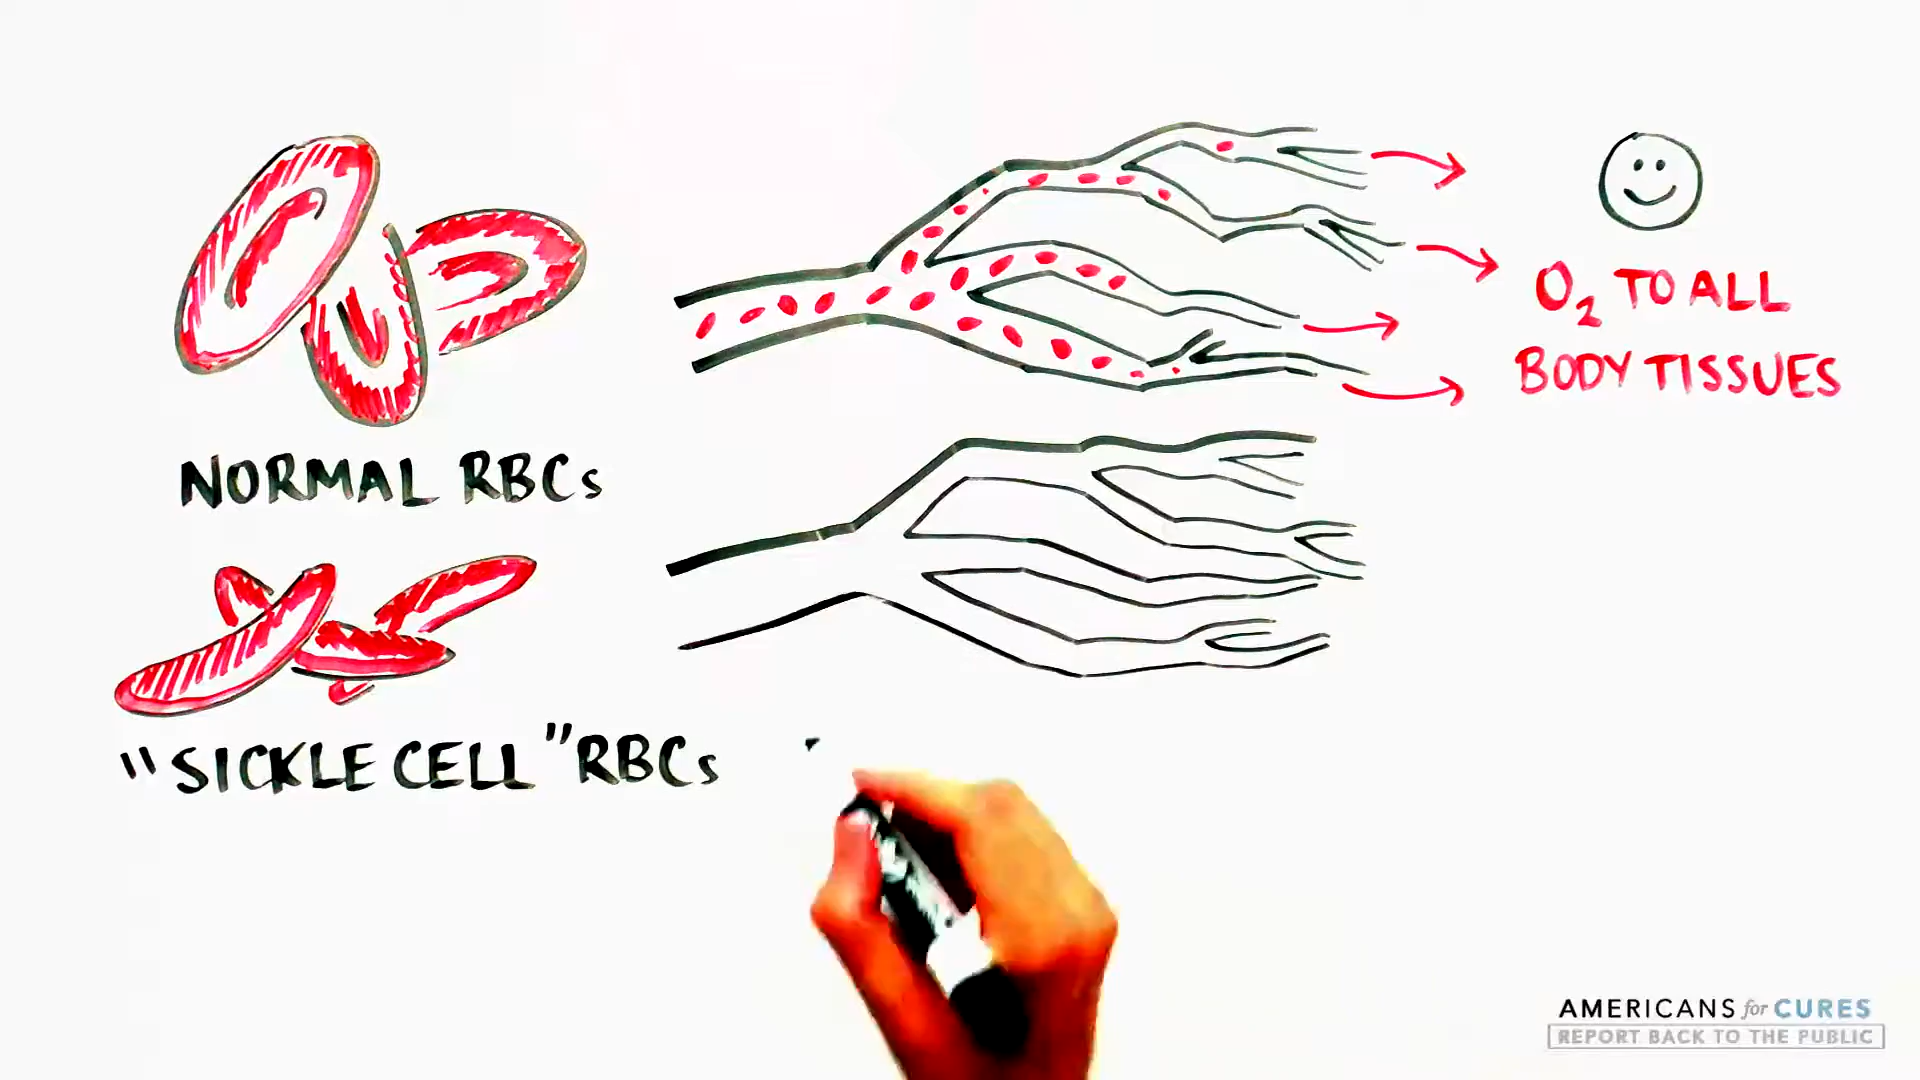 NORMAL RBCs
O₂ TO ALL
BODY TISSUES
"SICKLE CELL" RBCs
AMERICANS for CURES
REPORT BACK TO THE PUBLIC